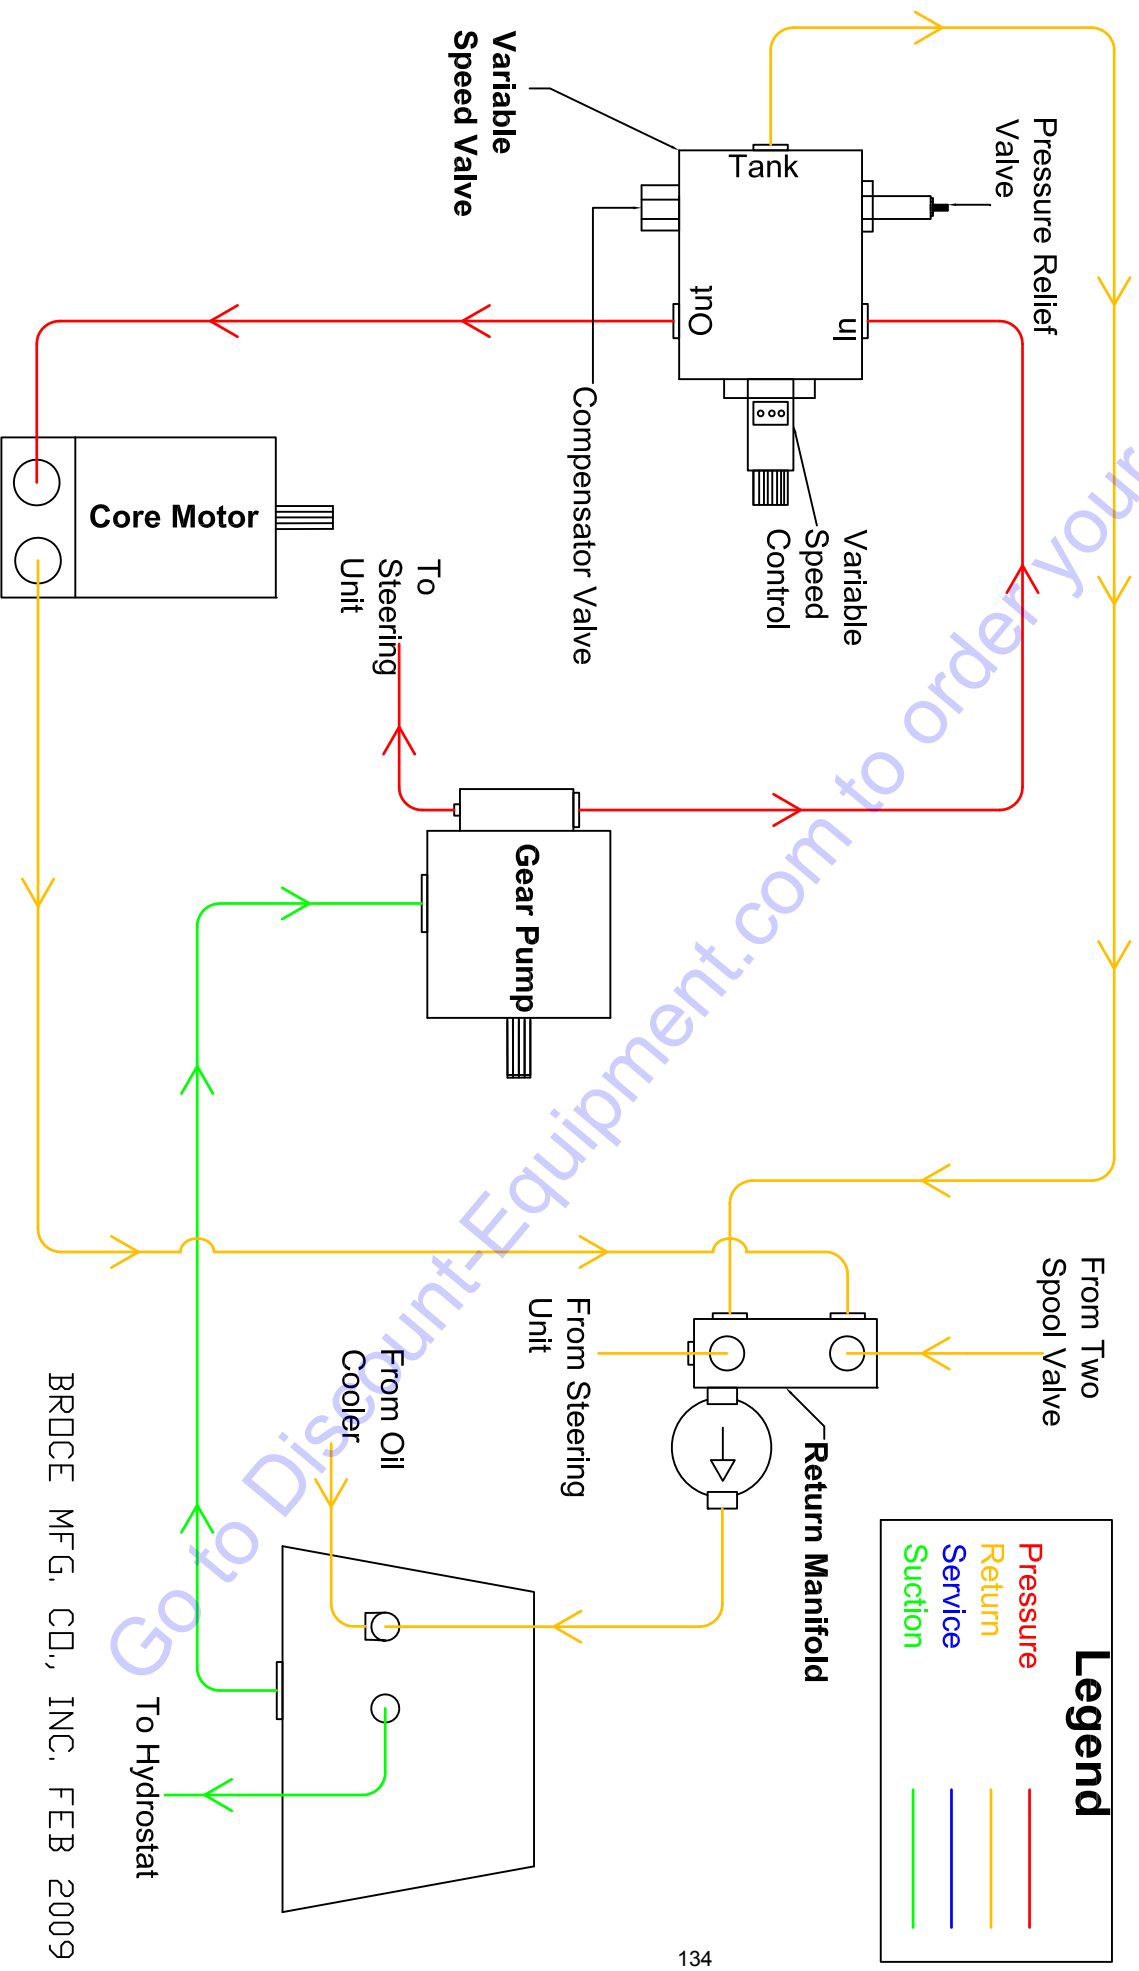 Variable
Speed Valve
Pressure Relief
Valve
Tank
In
Out
Compensator Valve
Variable
Speed
Control
Core Motor
To
Steering
Unit
Gear Pump
From Two
Spool Valve
From Steering
Unit
Return Manifold
From Oil
Cooler
To Hydrostat
Legend
Pressure
Return
Service
Suction
BROCE MFG. CO., INC. FEB 2009
134
Go to Discount-Equipment.com to order your